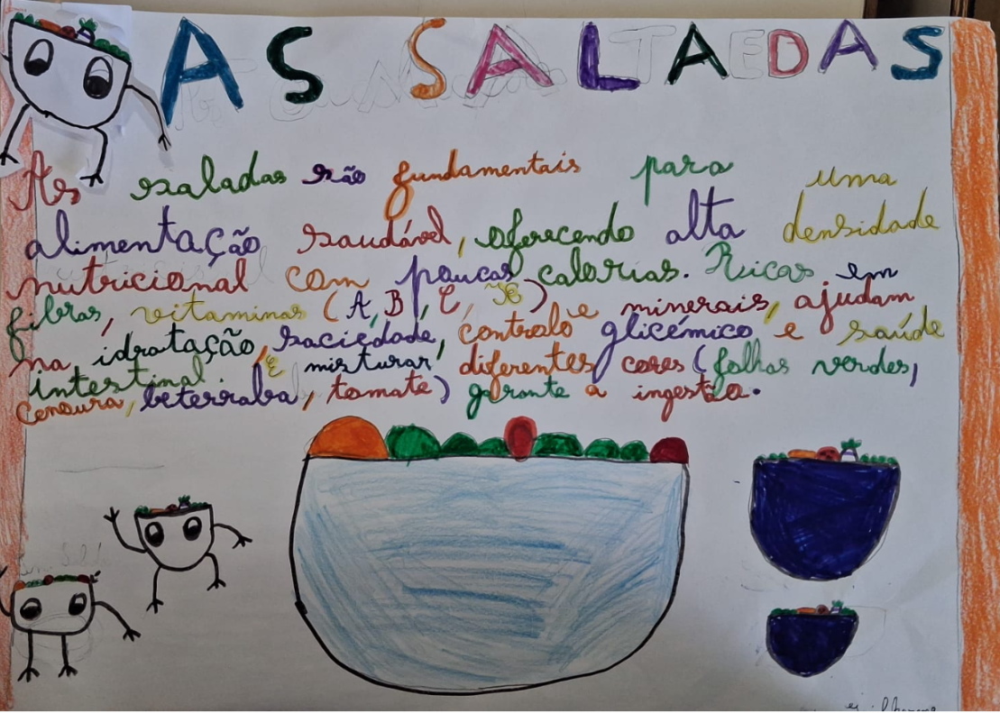 AS SALADAS
As saladas são fundamentais para uma
alimentação saudável, oferecendo alta densidade
nutricional com poucas calorias. Ricas em
fibras, vitaminas (A, B, C, K) e minerais, ajudam
na idratação, saciedade, controlo glicémico e saúde
intestinal. E misturar diferentes cores (folhas verdes,
cenoura, beterraba, tomate) garante a ingestão.